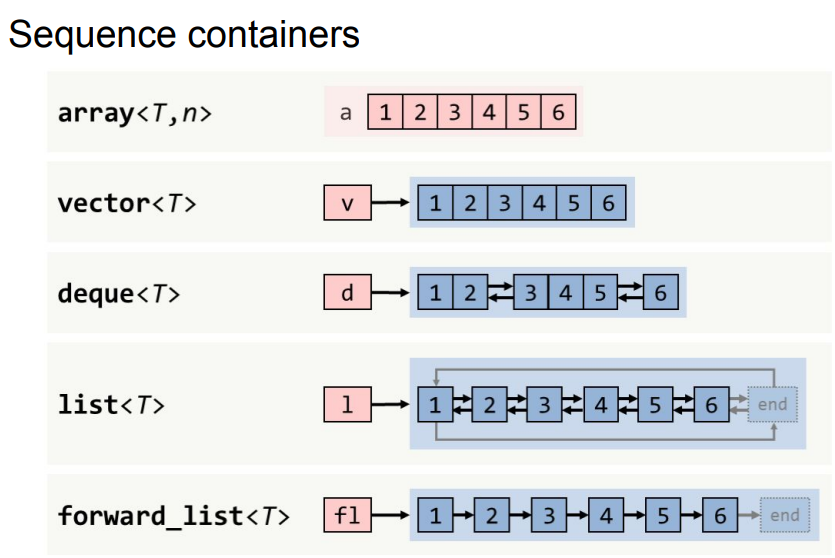 Sequence containers
array<T,n> a 1 2 3 4 5 6
vector<T> v 1 2 3 4 5 6
deque<T> d 1 2 3 4 5 6
list<T> l 1 2 3 4 5 6 end
forward_list<T> fl 1 2 3 4 5 6 end